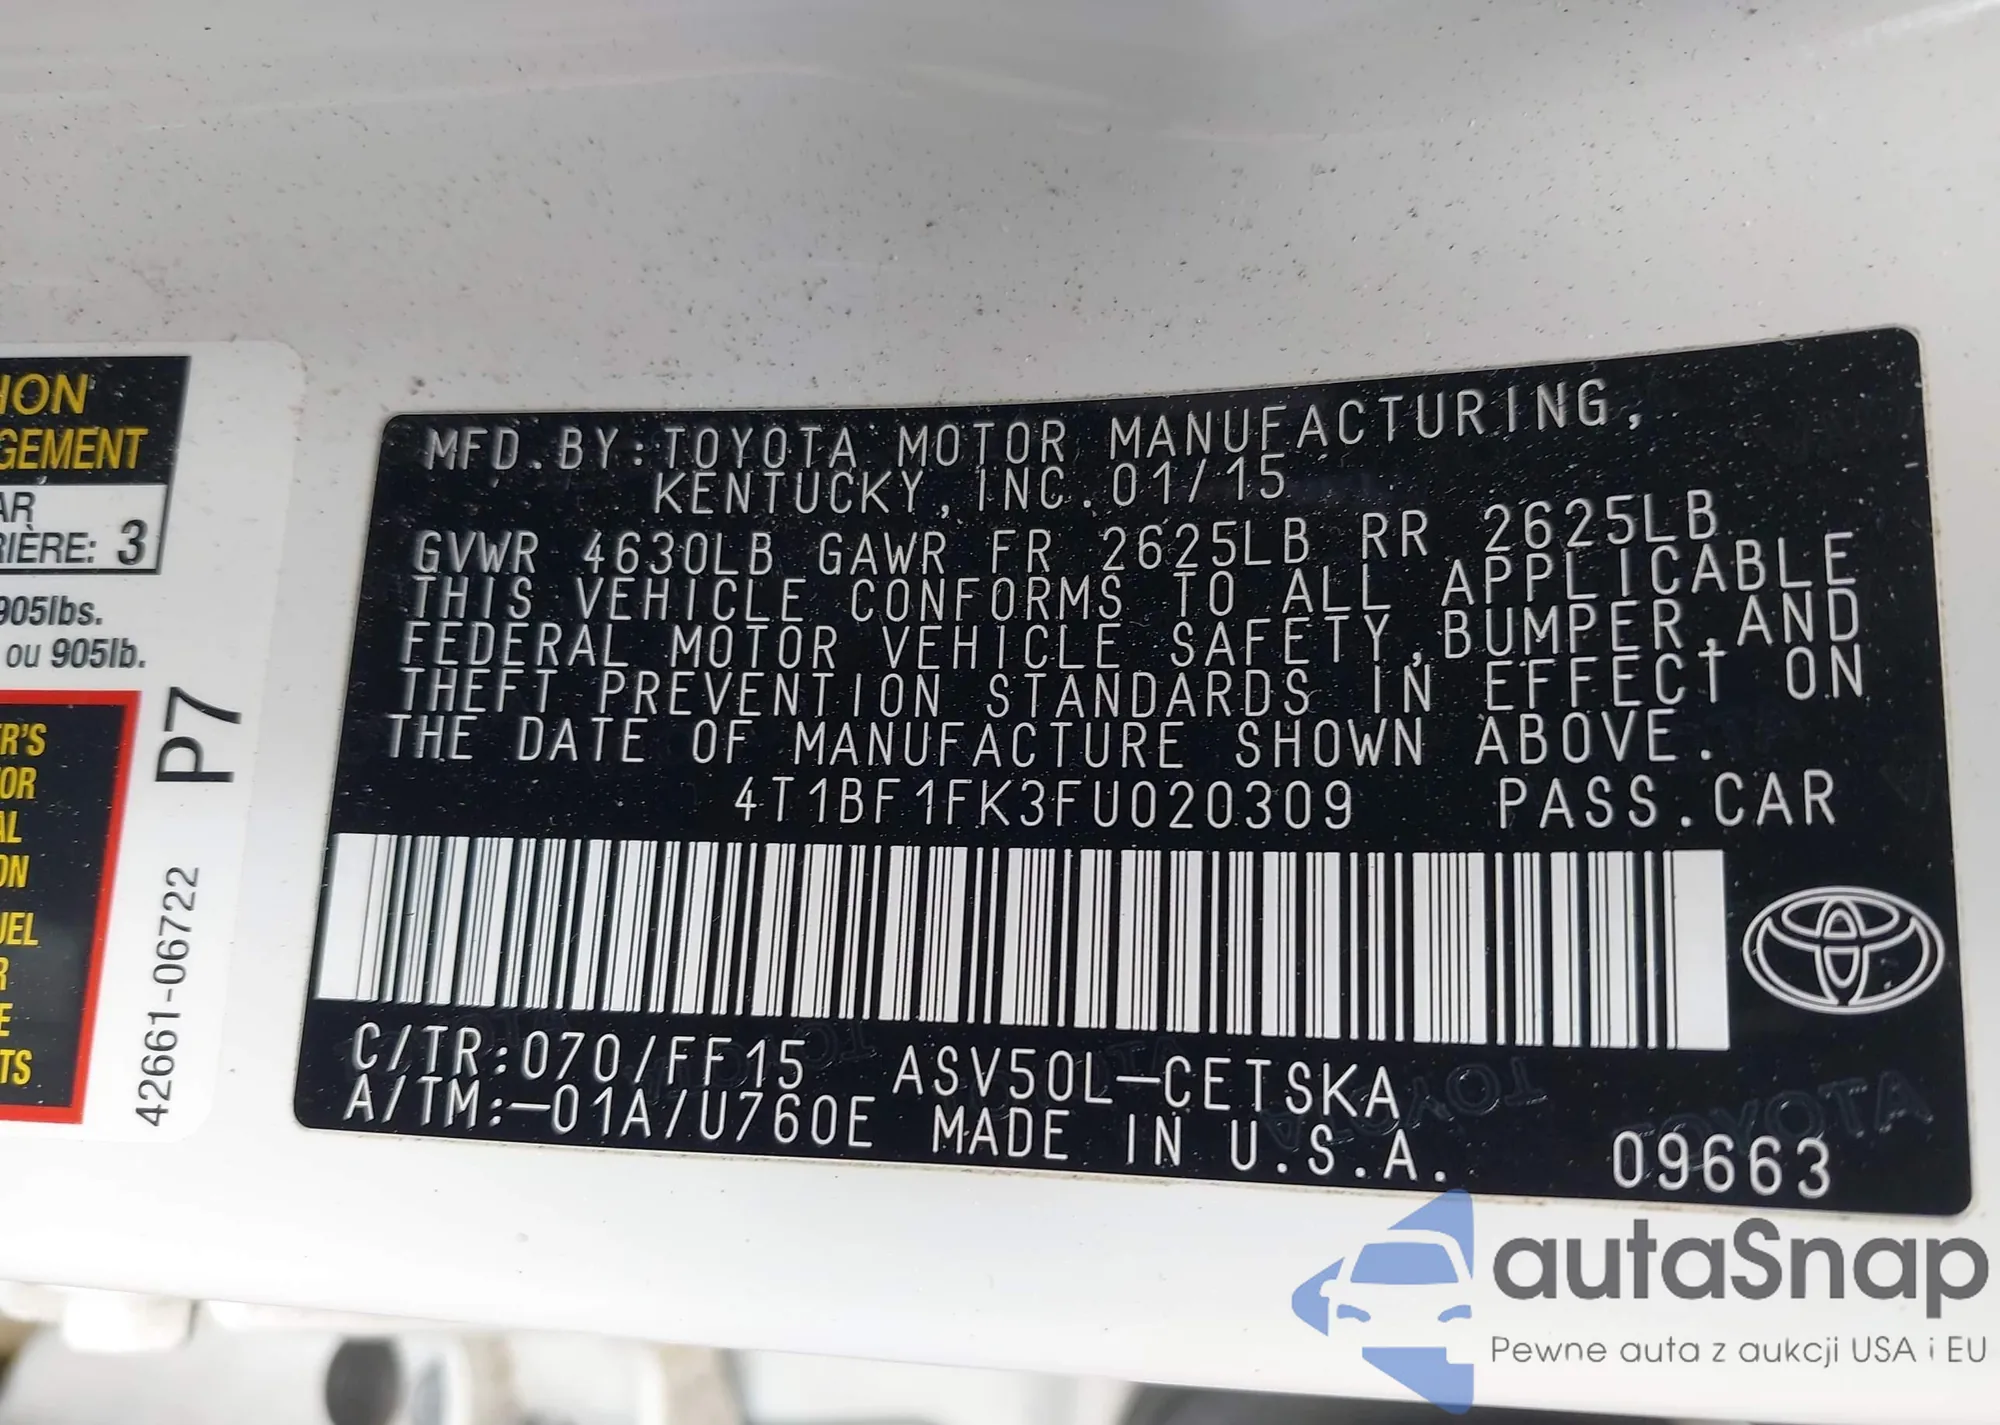 MFD.BY:TOYOTA MOTOR MANUFACTURING,
KENTUCKY,INC.01/15
GVWR 4630LB GAWR FR 2625LB RR 2625LB
THIS VEHICLE CONFORMS TO ALL APPLICABLE
FEDERAL MOTOR VEHICLE SAFETY,BUMPER,AND
THEFT PREVENTION STANDARDS IN EFFECT ON
THE DATE OF MANUFACTURE SHOWN ABOVE.
4T1BF1FK3FU020309 PASS.CAR
C/TR:070/FF15 ASV50L-CETSKA
A/TM:-01A/U760E MADE IN U.S.A. 09663
GEMENT
RIÈRE: 3
905lbs.
ou 905lb.
P7
42661-06722
autaSnap
Pewne auta z aukcji USA i EU